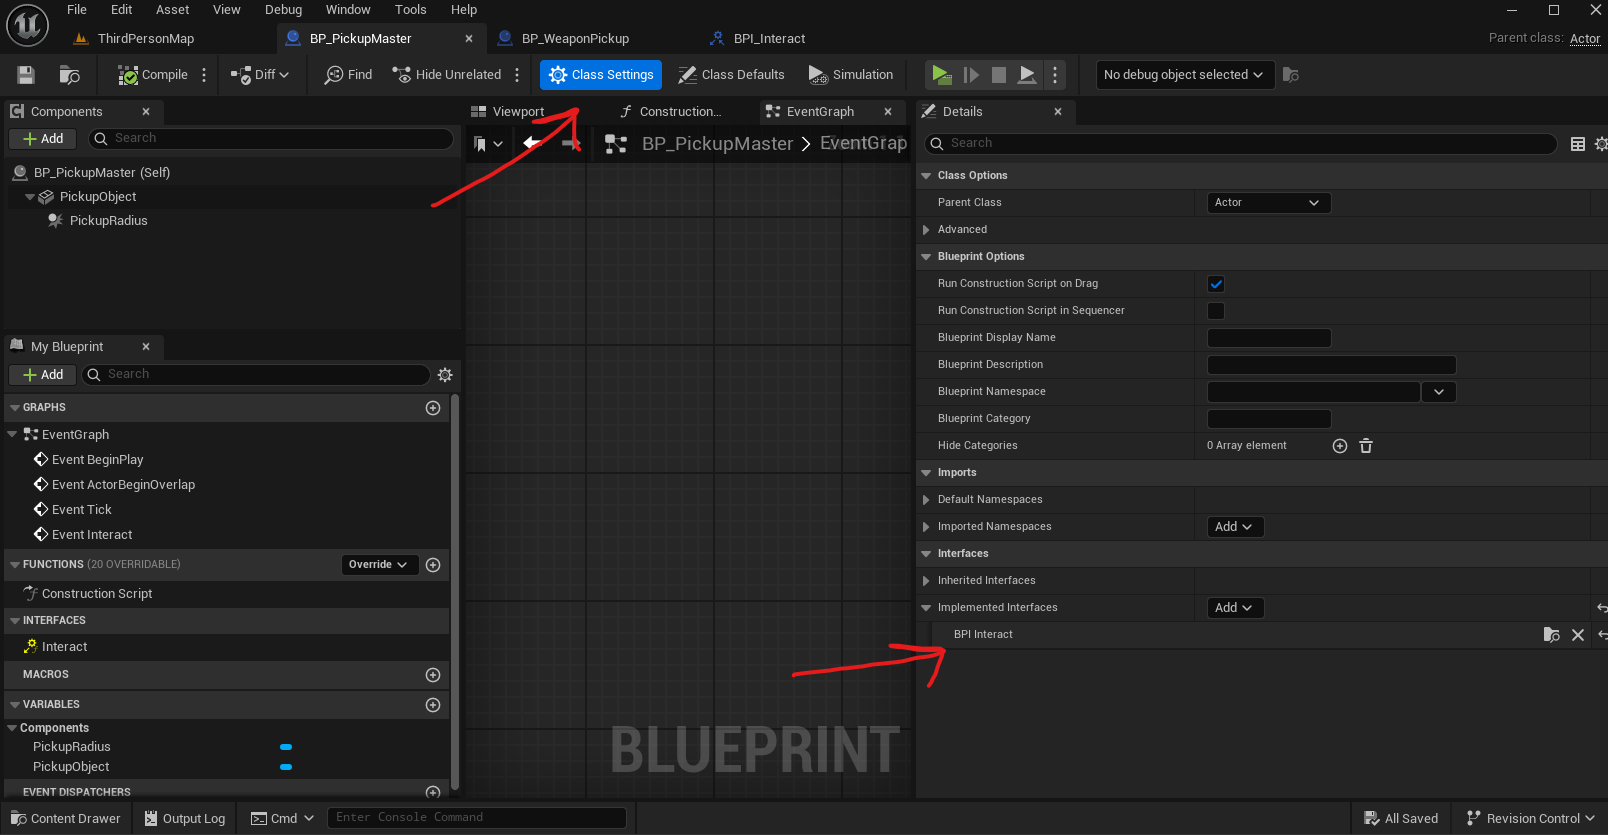 File Edit Asset View Debug Window Tools Help
ThirdPersonMap
BP_PickupMaster
BP_WeaponPickup
BPI_Interact
Parent class: Actor
Compile
Diff
Find
Hide Unrelated
Class Settings
Class Defaults
Simulation
No debug object selected
Components
Add
Search
BP_PickupMaster (Self)
PickupObject
PickupRadius
My Blueprint
Add
Search
GRAPHS
EventGraph
Event BeginPlay
Event ActorBeginOverlap
Event Tick
Event Interact
FUNCTIONS (20 OVERRIDABLE)
Override
Construction Script
INTERFACES
Interact
MACROS
VARIABLES
Components
PickupRadius
PickupObject
EVENT DISPATCHERS
Viewport
Construction...
EventGraph
BP_PickupMaster > EventGrap
BLUEPRINT
Details
Search
Class Options
Parent Class Actor
Advanced
Blueprint Options
Run Construction Script on Drag
Run Construction Script in Sequencer
Blueprint Display Name
Blueprint Description
Blueprint Namespace
Blueprint Category
Hide Categories 0 Array element
Imports
Default Namespaces
Imported Namespaces Add
Interfaces
Inherited Interfaces
Implemented Interfaces Add
BPI Interact
Content Drawer
Output Log
Cmd
Enter Console Command
All Saved
Revision Control